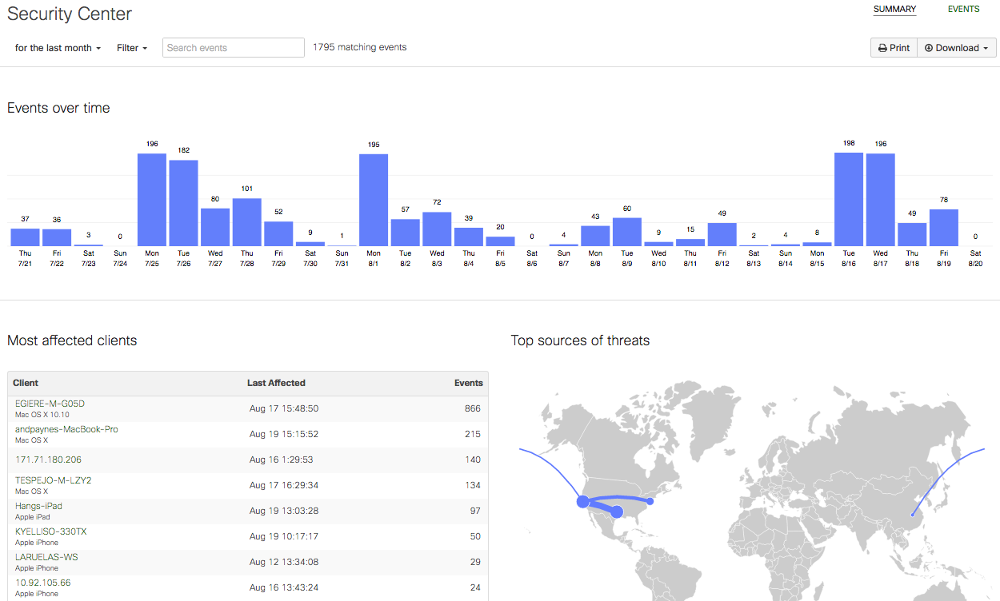 Security Center
SUMMARY EVENTS
for the last month Filter Search events 1795 matching events Print Download
Events over time
37 36 3 0 196 182 80 101 52 9 1 195 57 72 39 20 0 4 43 60 9 15 49 2 4 8 198 196 49 78 0
Thu Fri Sat Sun Mon Tue Wed Thu Fri Sat Sun Mon Tue Wed Thu Fri Sat Sun Mon Tue Wed Thu Fri Sat Sun Mon Tue Wed Thu Fri Sat
7/21 7/22 7/23 7/24 7/25 7/26 7/27 7/28 7/29 7/30 7/31 8/1 8/2 8/3 8/4 8/5 8/6 8/7 8/8 8/9 8/10 8/11 8/12 8/13 8/14 8/15 8/16 8/17 8/18 8/19 8/20
Most affected clients
Client Last Affected Events
EGIERE-M-G05D Aug 17 15:48:50 866
Mac OS X 10.10
andpaynes-MacBook-Pro Aug 19 15:15:52 215
Mac OS X
171.71.180.206 Aug 16 1:29:53 140
TESPEJO-M-LZY2 Aug 17 16:29:34 134
Mac OS X
Hangs-iPad Aug 19 13:03:28 97
Apple iPad
KYELLISO-330TX Aug 19 10:17:17 50
Apple iPhone
LARUELAS-WS Aug 12 13:34:08 29
Apple iPhone
10.92.105.66 Aug 16 13:43:24 24
Apple iPhone
Top sources of threats